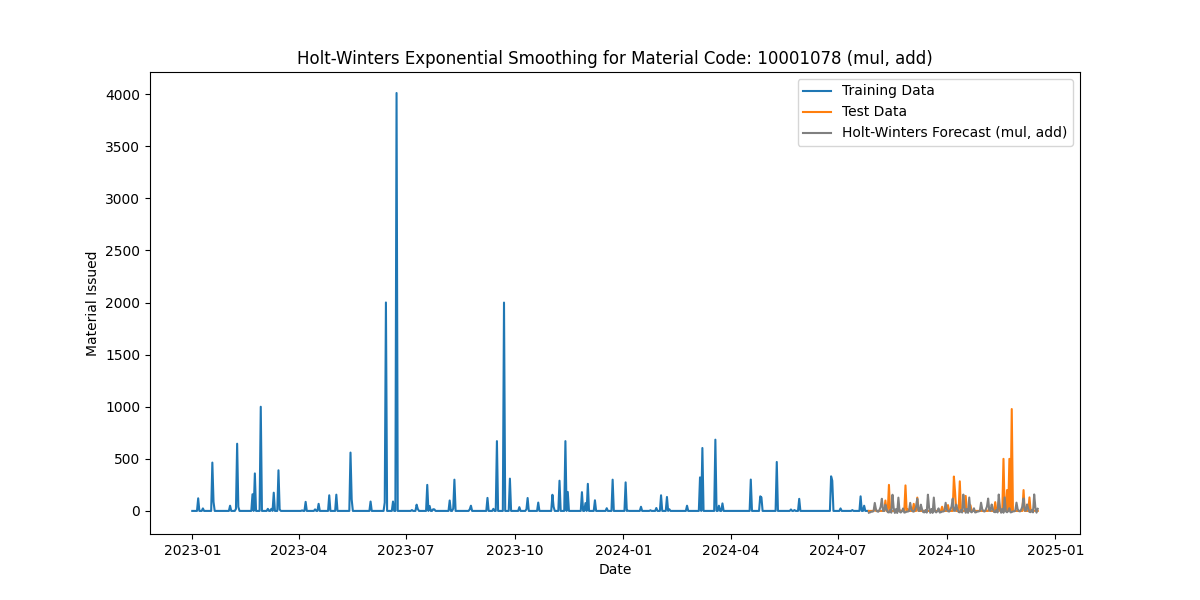 Holt-Winters Exponential Smoothing for Material Code: 10001078 (mul, add)
Training Data
Test Data
Holt-Winters Forecast (mul, add)
Material Issued
4000
3500
3000
2500
2000
1500
1000
500
0
2023-01 2023-04 2023-07 2023-10 2024-01 2024-04 2024-07 2024-10 2025-01
Date